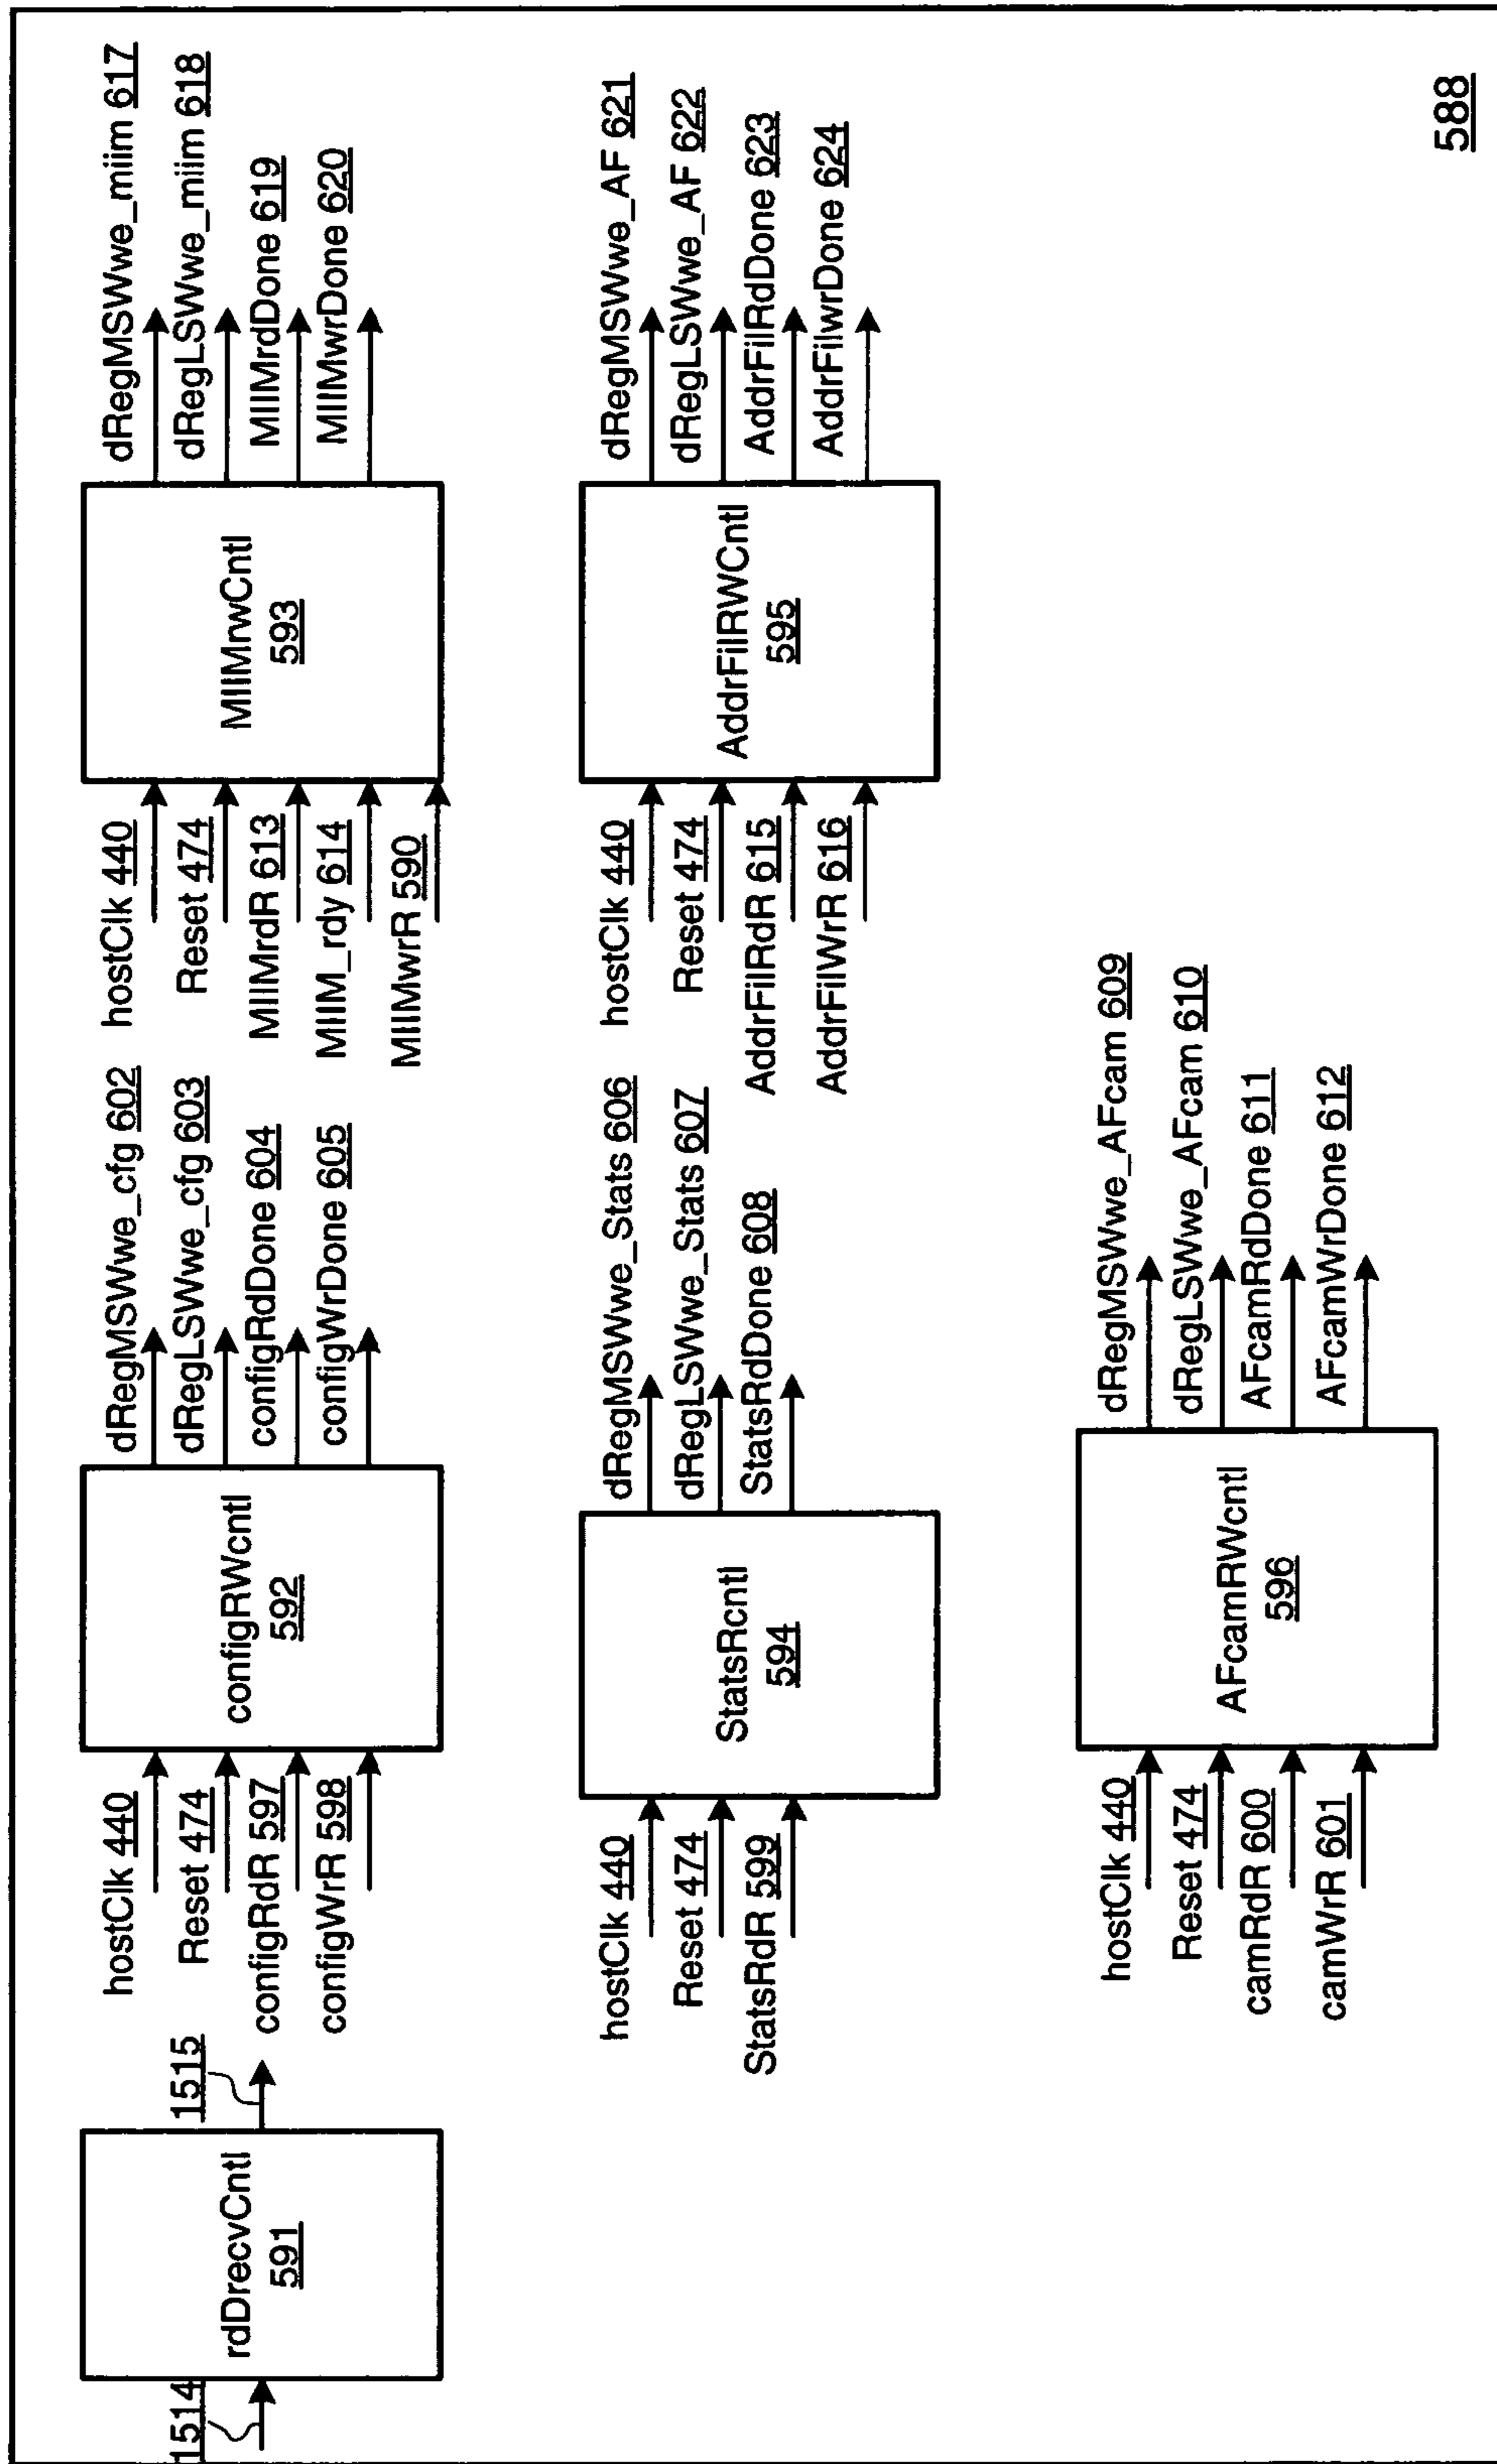 1514
rdDrecvCntl
591
1515
hostClk 440
Reset 474
configRdR 597
configWrR 598
configRWcntl
592
dRegMSWwe_cfg 602
dRegLSWwe_cfg 603
configRdDone 604
configWrDone 605
hostClk 440
Reset 474
MIIMrdR 613
MIIM_rdy 614
MIIMwrR 590
MIIMrwCntl
593
dRegMSWwe_miim 617
dRegLSWwe_miim 618
MIIMrdDone 619
MIIMwrDone 620
hostClk 440
Reset 474
StatsRdR 599
StatsRcntl
594
dRegMSWwe_Stats 606
dRegLSWwe_Stats 607
StatsRdDone 608
hostClk 440
Reset 474
AddrFilRdR 615
AddrFilWrR 616
AddrFilRWCntl
595
dRegMSWwe_AF 621
dRegLSWwe_AF 622
AddrFilRdDone 623
AddrFilwrDone 624
hostClk 440
Reset 474
camRdR 600
camWrR 601
AFcamRWcntl
596
dRegMSWwe_AFcam 609
dRegLSWwe_AFcam 610
AFcamRdDone 611
AFcamWrDone 612
588